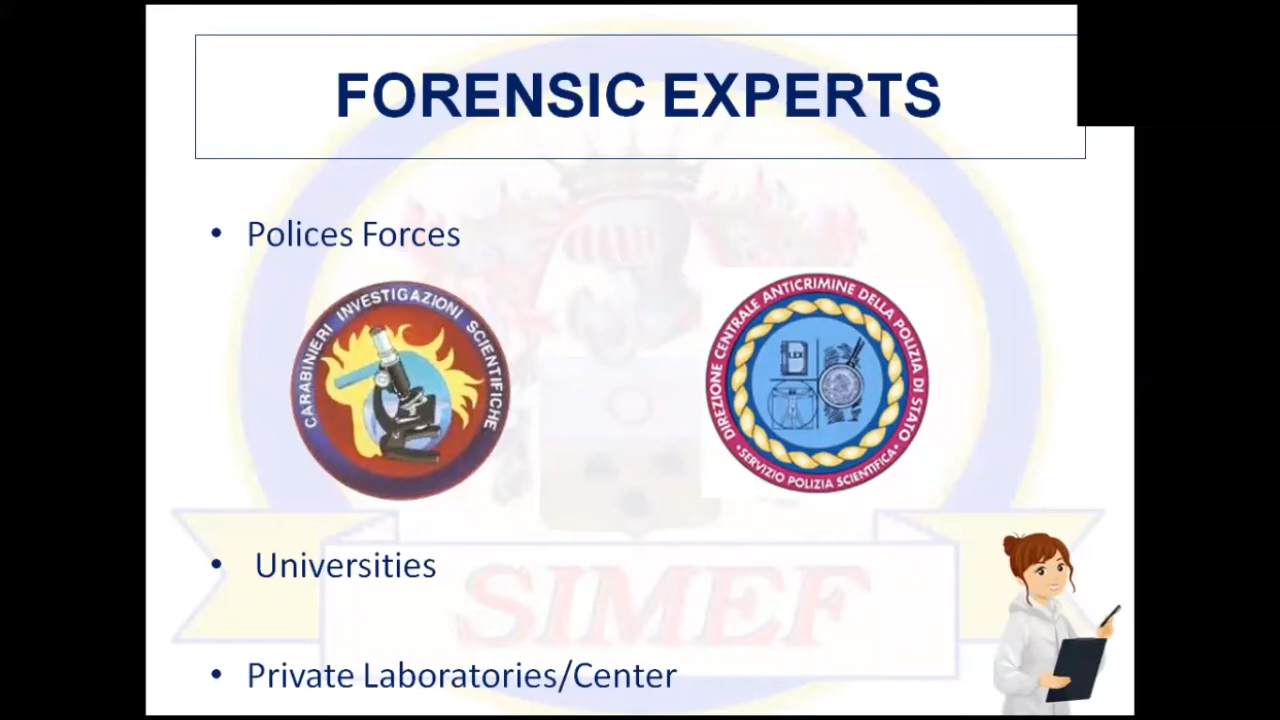 FORENSIC EXPERTS
• Polices Forces
CARABINIERI INVESTIGAZIONI SCIENTIFICHE
DIREZIONE CENTRALE ANTICRIMINE DELLA POLIZIA DI STATO
• SERVIZIO POLIZIA SCIENTIFICA •
LEX
• Universities
SIMEF
• Private Laboratories/Center